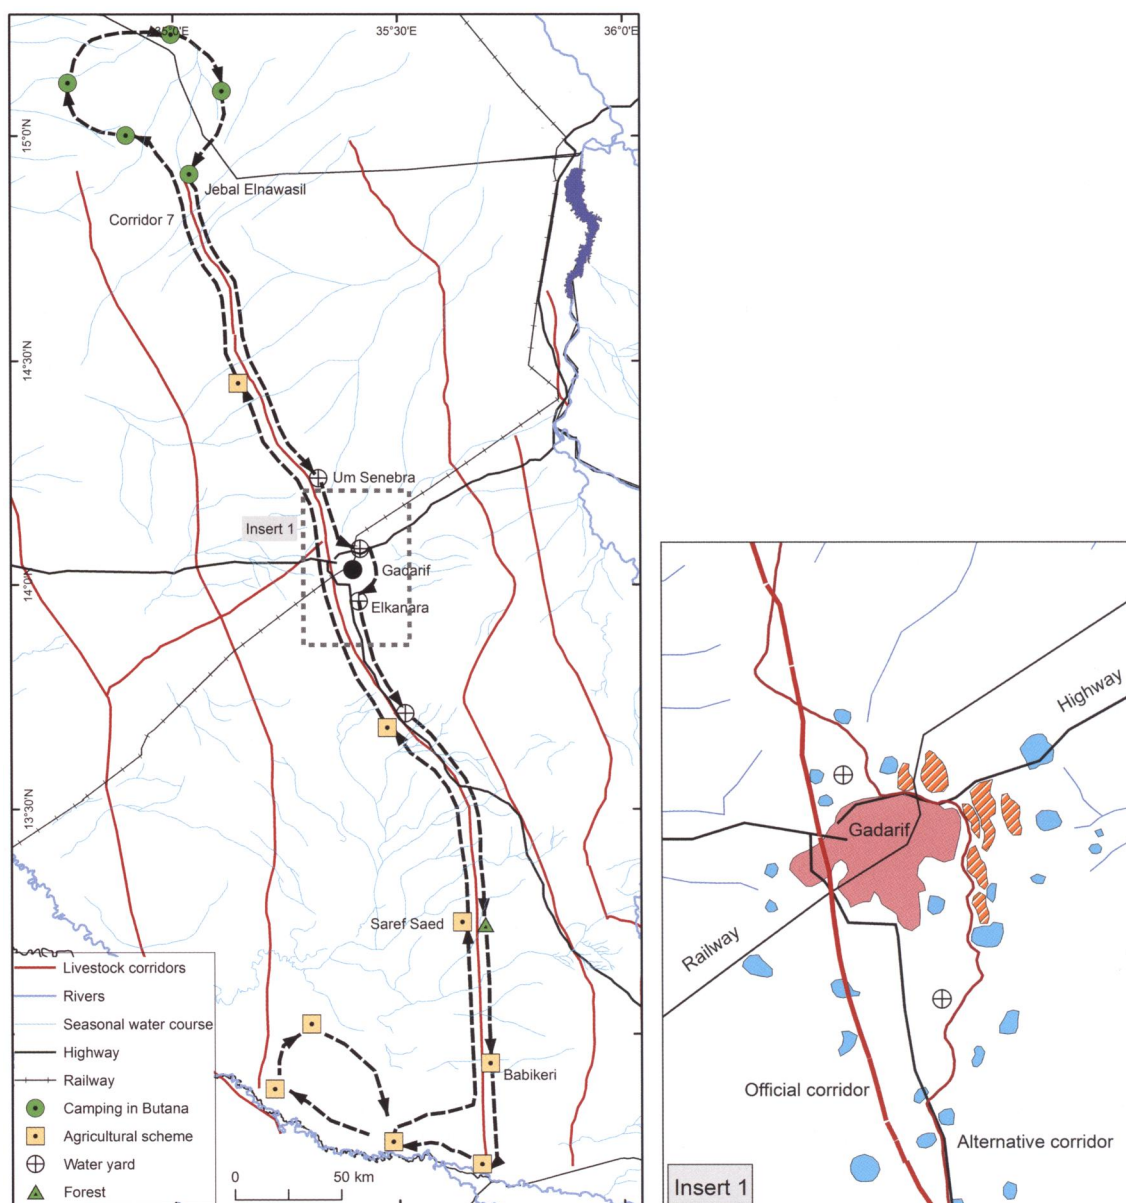 35°0'E
35°30'E
36°0'E
15°0'N
Jebal Elnawasil
Corridor 7
14°30'N
Um Senebra
Insert 1
Gadarif
14°0'N
Elkanara
13°30'N
Saref Saed
Babikeri
Livestock corridors
Rivers
Seasonal water course
Highway
Railway
Camping in Butana
Agricultural scheme
Water yard
Forest
0 50 km
Highway
Gadarif
Railway
Official corridor
Alternative corridor
Insert 1